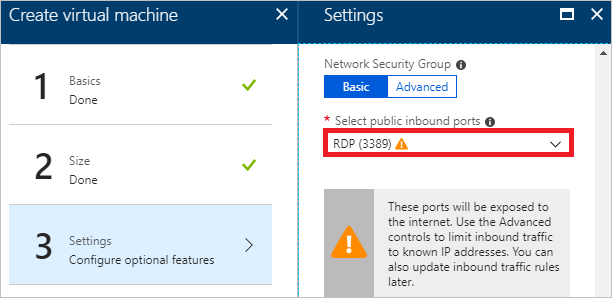 Create virtual machine
1
Basics
Done
2
Size
Done
3
Settings
Configure optional features
Settings
Network Security Group
Basic
Advanced
* Select public inbound ports
RDP (3389)
These ports will be exposed to
the internet. Use the Advanced
controls to limit inbound traffic
to known IP addresses. You can
also update inbound traffic rules
later.